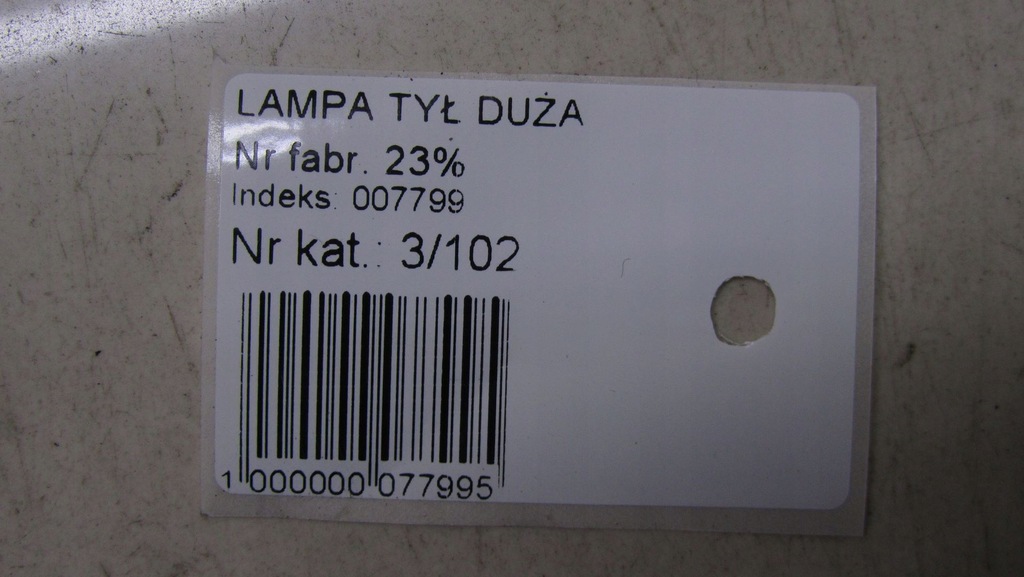 LAMPA TYŁ DUŻA
Nr fabr. 23%
Indeks: 007799
Nr kat.: 3/102
1 000000 077995